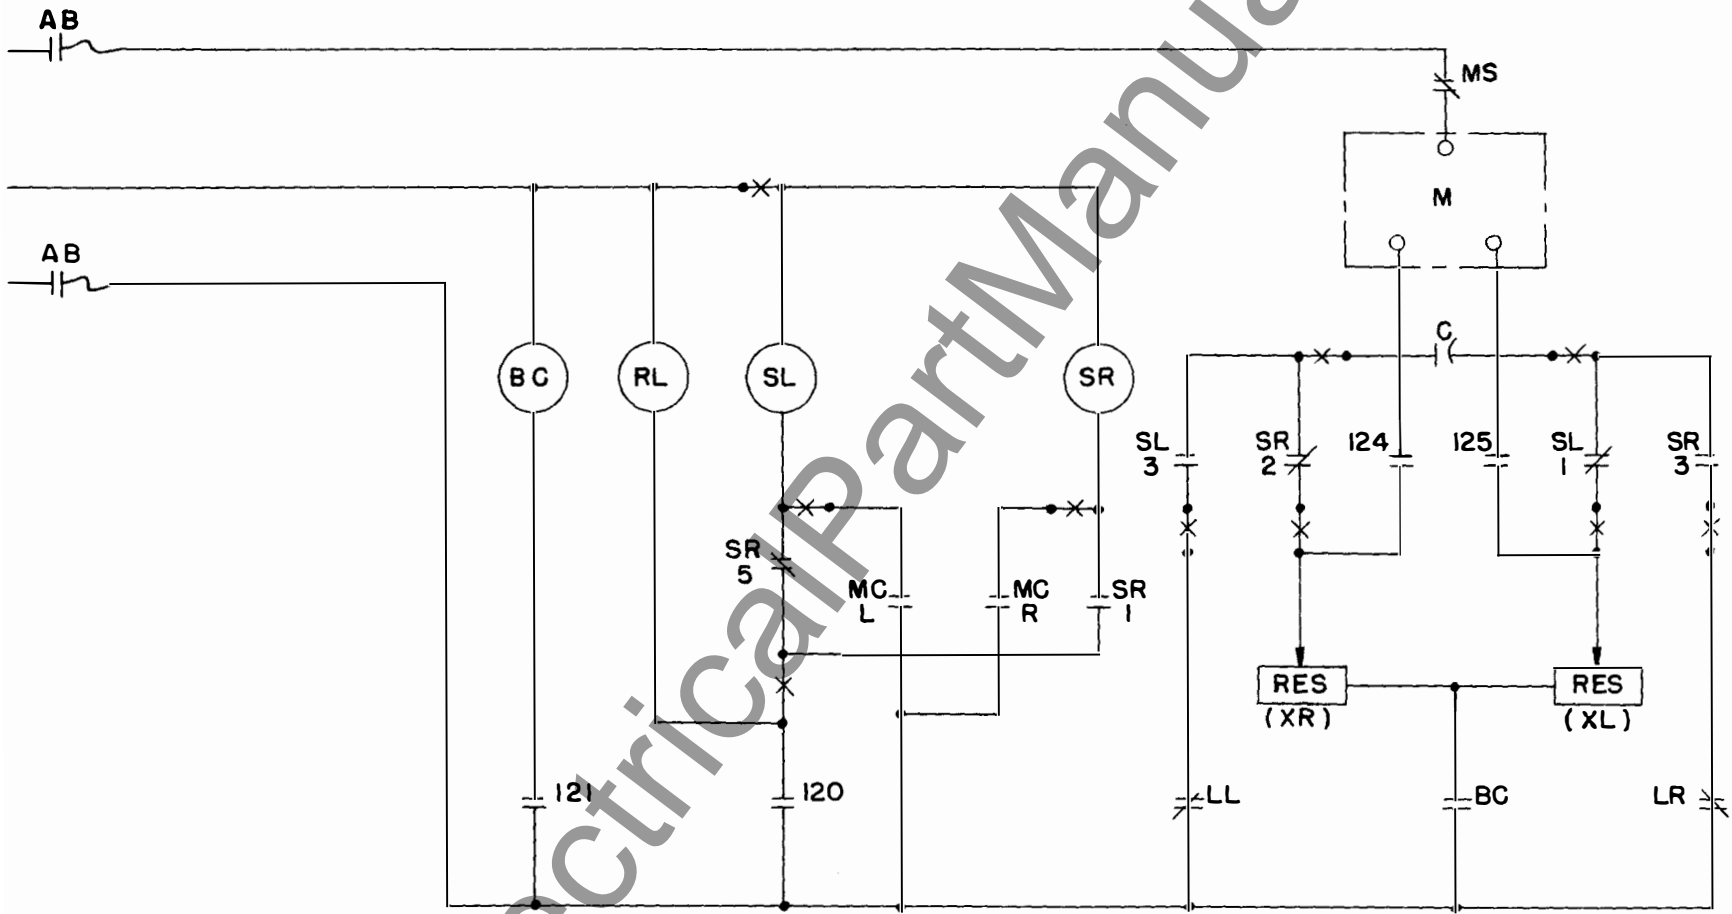 AB
MS
M
AB
C
BC
RL
SL
SR
SL
3
SR
2
124
125
SL
1
SR
3
SR
5
MC
L
MC
R
SR
1
RES
(XR)
RES
(XL)
121
120
LL
BC
LR
ectricalPartManua